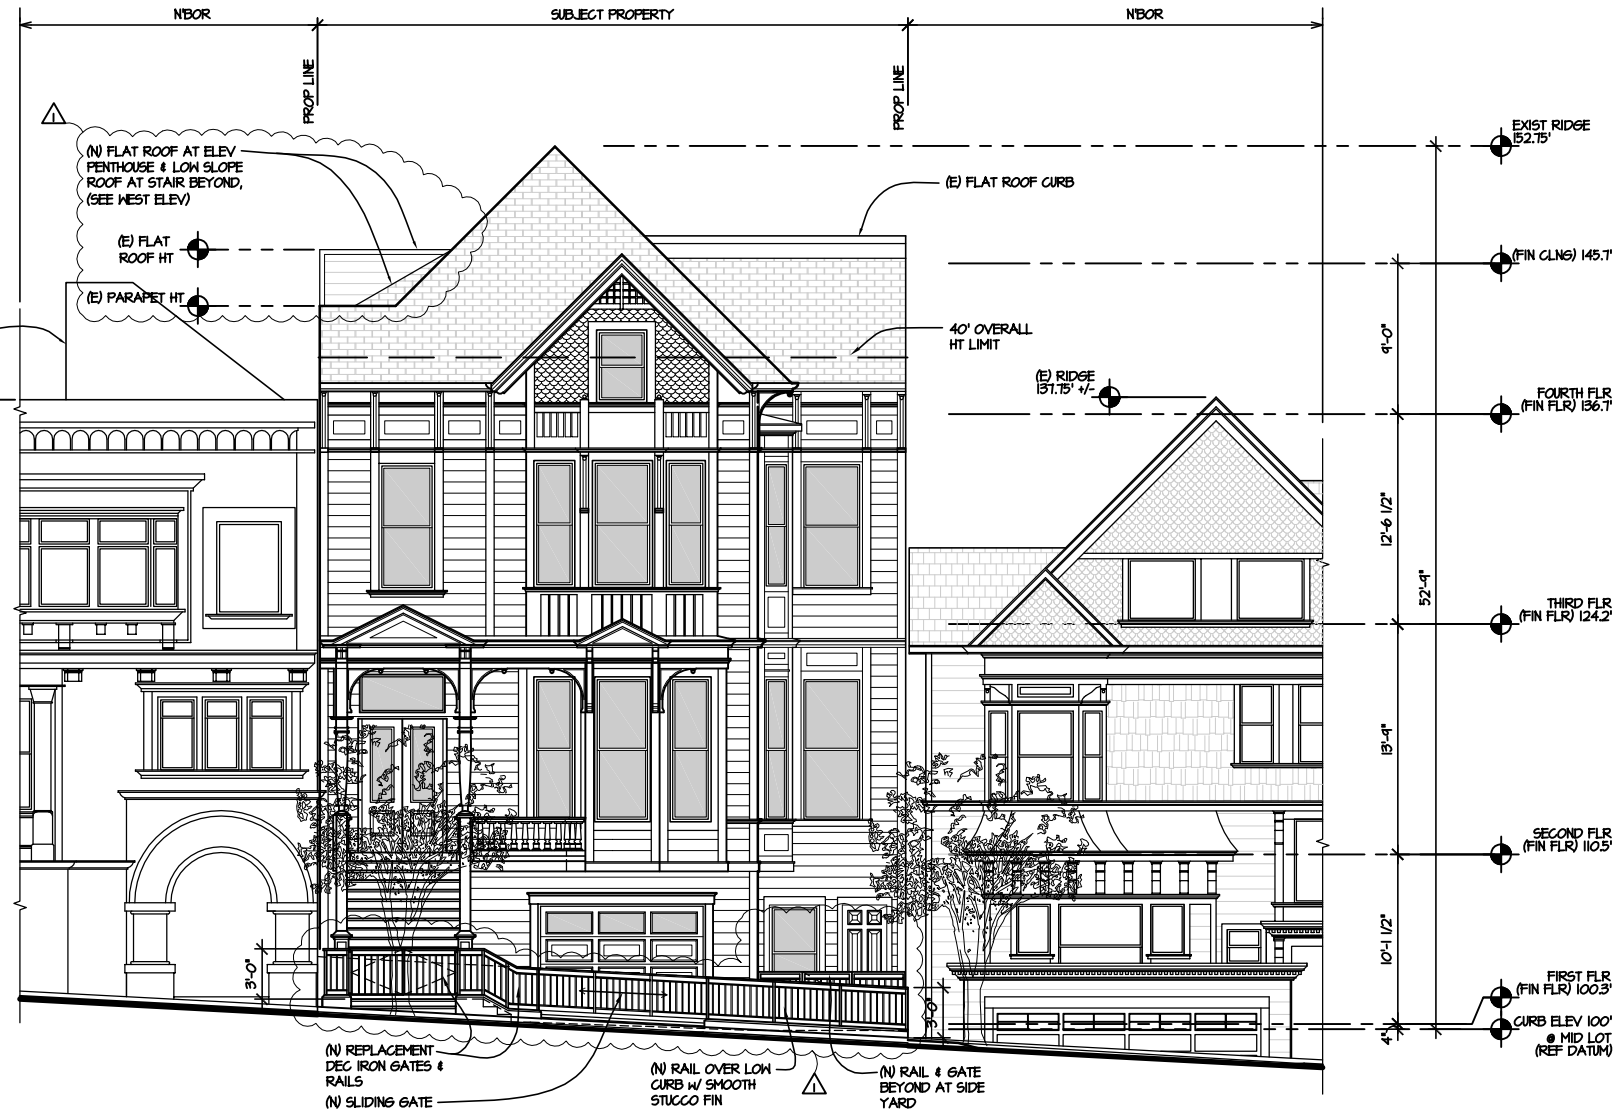 N'BOR
SUBJECT PROPERTY
N'BOR
PROP LINE
PROP LINE
1
(N) FLAT ROOF AT ELEV
PENTHOUSE & LOW SLOPE
ROOF AT STAIR BEYOND,
(SEE WEST ELEV)
(E) FLAT
ROOF HT
(E) PARAPET HT
(E) FLAT ROOF CURB
40' OVERALL
HT LIMIT
(E) RIDGE
137.75' +/-
EXIST RIDGE
152.75'
(FIN CLNG) 145.7'
FOURTH FLR
(FIN FLR) 136.7'
THIRD FLR
(FIN FLR) 124.2'
SECOND FLR
(FIN FLR) 110.5'
FIRST FLR
(FIN FLR) 100.3'
CURB ELEV 100'
@ MID LOT
(REF DATUM)
9'-0"
12'-6 1/2"
52'-9"
13'-9"
10'-1 1/2"
4"
3'-0"
3'-0"
(N) REPLACEMENT
DEC IRON GATES &
RAILS
(N) SLIDING GATE
(N) RAIL OVER LOW
CURB W/ SMOOTH
STUCCO FIN
1
(N) RAIL & GATE
BEYOND AT SIDE
YARD